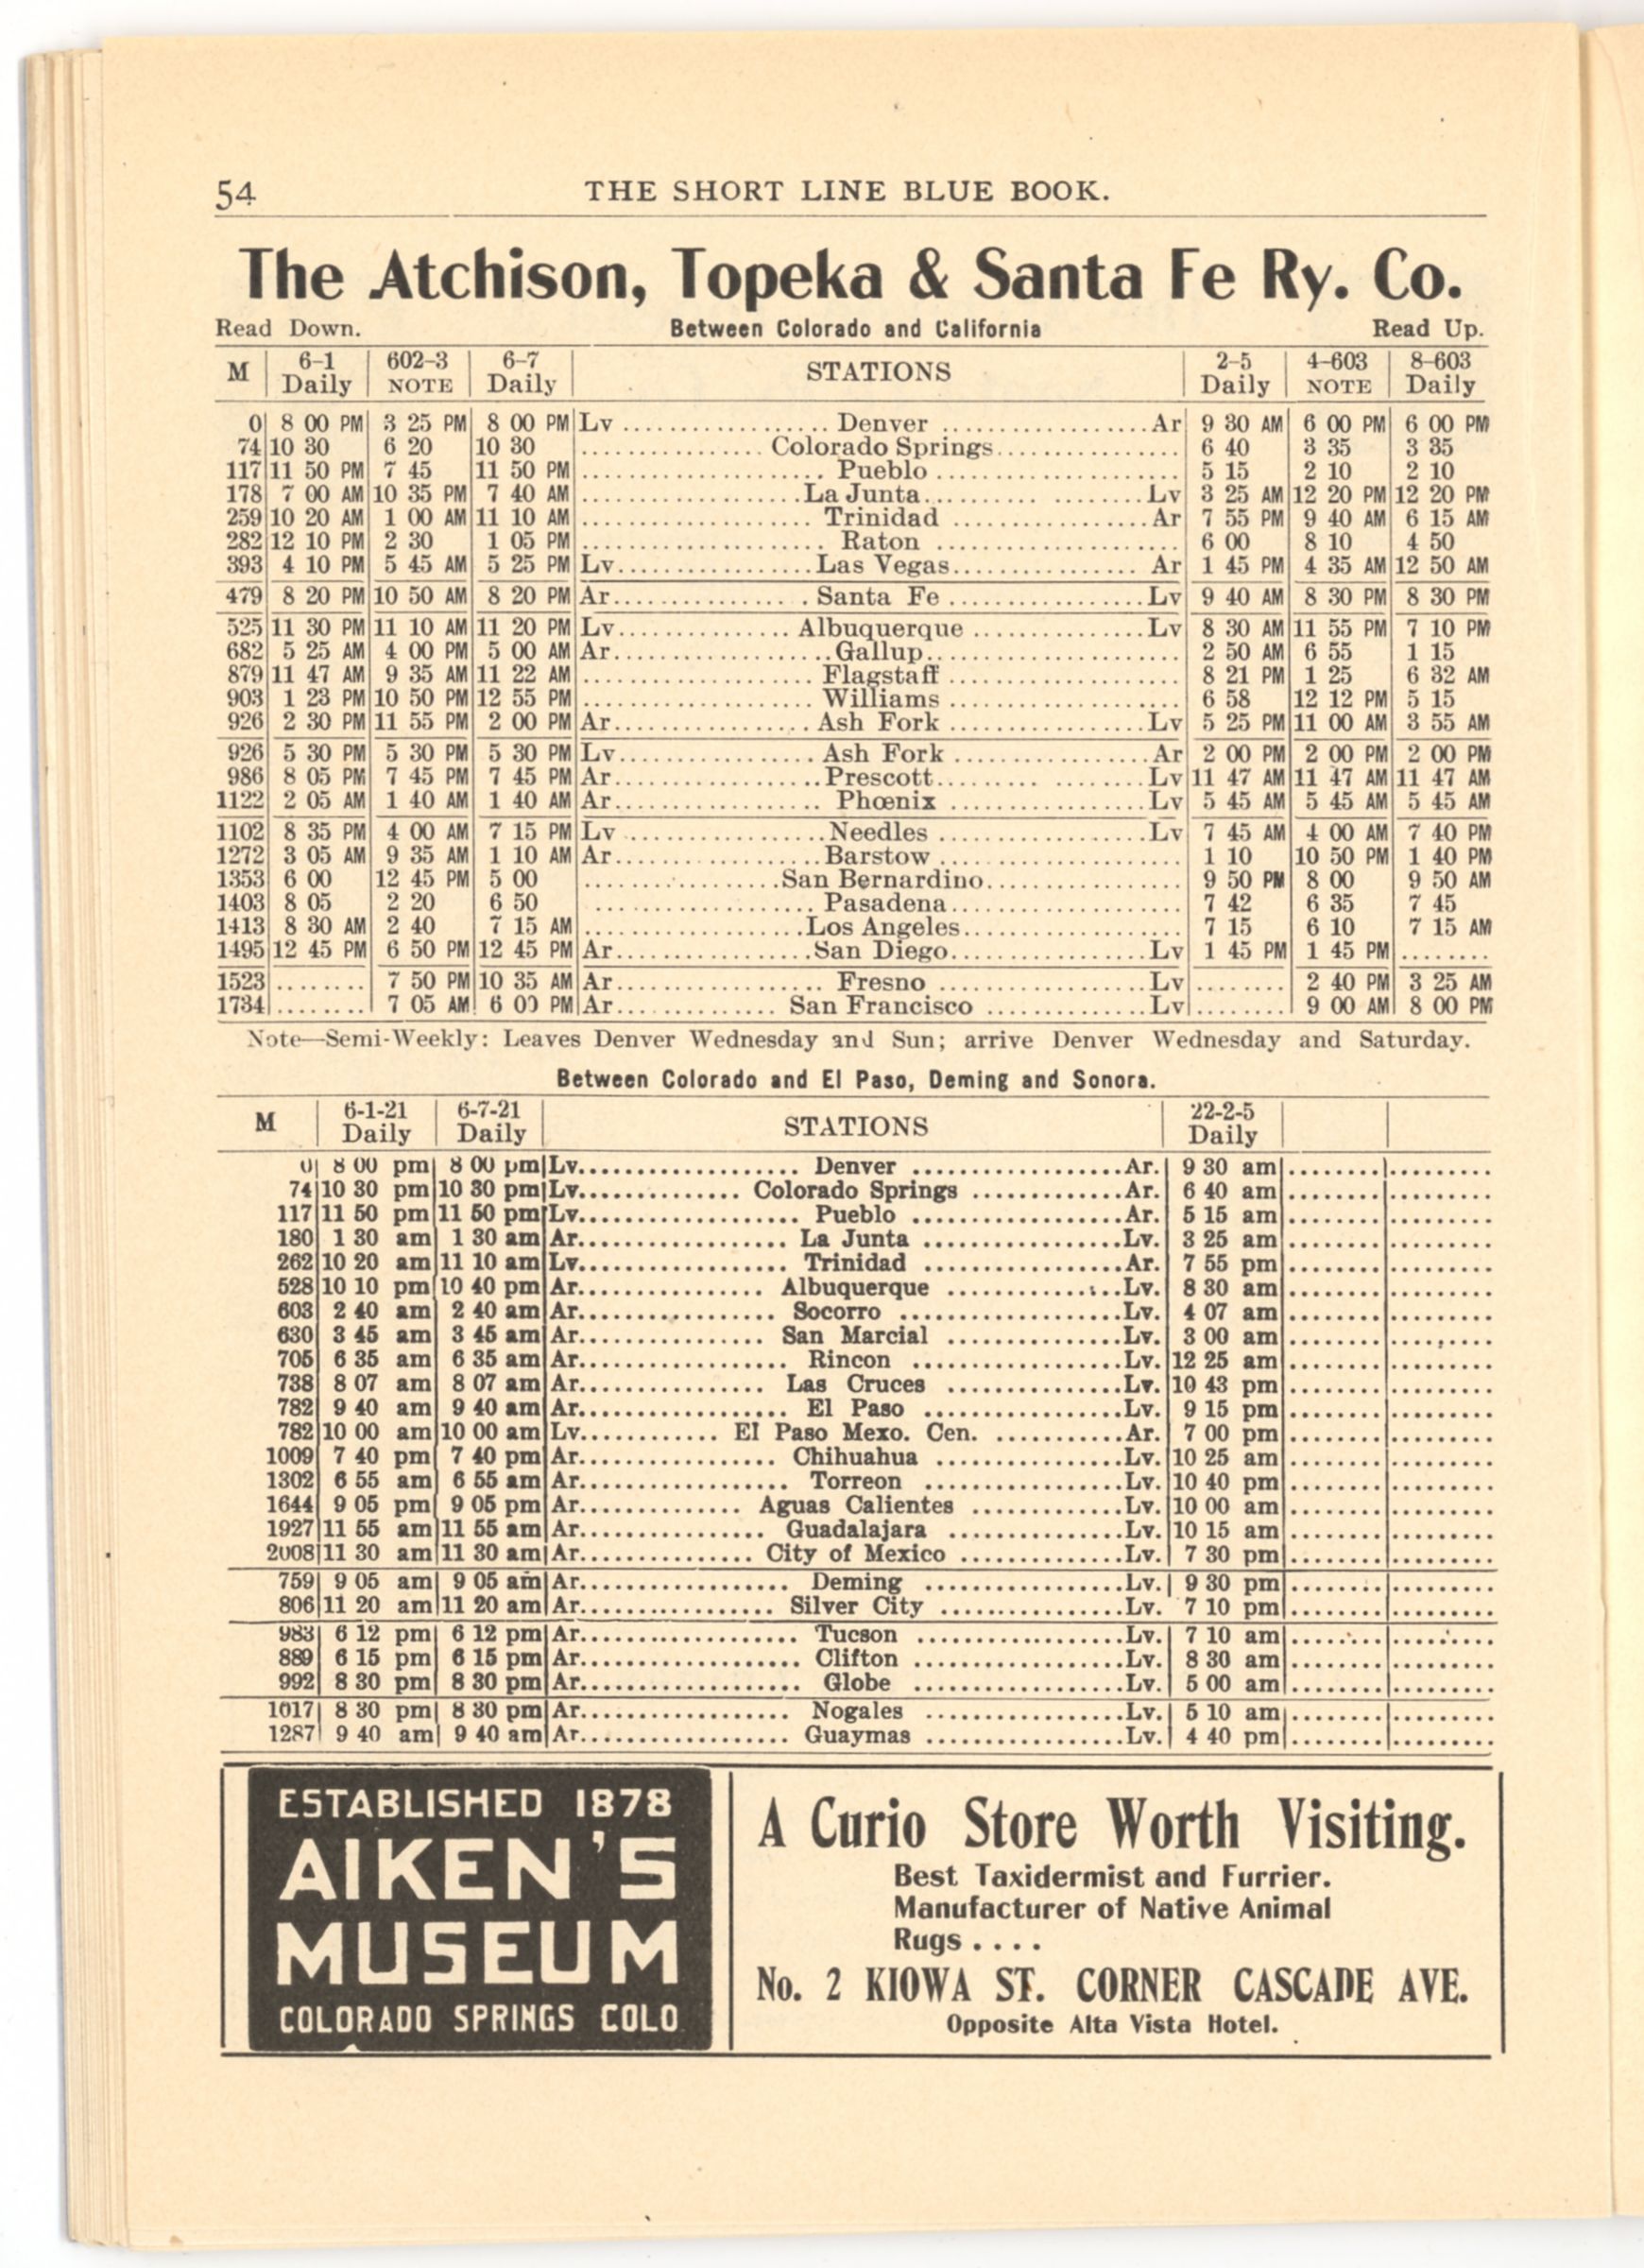 54 THE SHORT LINE BLUE BOOK.
The Atchison, Topeka & Santa Fe Ry. Co.
Read Down. Between Colorado and California Read Up.
M 6-1 Daily 602-3 NOTE 6-7 Daily STATIONS 2-5 Daily 4-603 NOTE 8-603 Daily
0 8 00 PM 3 25 PM 8 00 PM Lv Denver Ar 9 30 AM 6 00 PM 6 00 PM
74 10 30 6 20 10 30 Colorado Springs 6 40 3 35 3 35
117 11 50 PM 7 45 11 50 PM Pueblo 5 15 2 10 2 10
178 7 00 AM 10 35 PM 7 40 AM La Junta Lv 3 25 AM 12 20 PM 12 20 PM
259 10 20 AM 1 00 AM 11 10 AM Trinidad Ar 7 55 PM 9 40 AM 6 15 AM
282 12 10 PM 2 30 1 05 PM Raton 6 00 8 10 4 50
393 4 10 PM 5 45 AM 5 25 PM Lv Las Vegas Ar 1 45 PM 4 35 AM 12 50 AM
479 8 20 PM 10 50 AM 8 20 PM Ar Santa Fe Lv 9 40 AM 8 30 PM 8 30 PM
525 11 30 PM 11 10 AM 11 20 PM Lv Albuquerque Lv 8 30 AM 11 55 PM 7 10 PM
682 5 25 AM 4 00 PM 5 00 AM Ar Gallup 2 50 AM 6 55 1 15
879 11 47 AM 9 35 AM 11 22 AM Flagstaff 8 21 PM 1 25 6 32 AM
903 1 23 PM 10 50 PM 12 55 PM Williams 6 58 12 12 PM 5 15
926 2 30 PM 11 55 PM 2 00 PM Ar Ash Fork Lv 5 25 PM 11 00 AM 3 55 AM
926 5 30 PM 5 30 PM 5 30 PM Lv Ash Fork Ar 2 00 PM 2 00 PM 2 00 PM
986 8 05 PM 7 45 PM 7 45 PM Ar Prescott Lv 11 47 AM 11 47 AM 11 47 AM
1122 2 05 AM 1 40 AM 1 40 AM Ar Phœnix Lv 5 45 AM 5 45 AM 5 45 AM
1102 8 35 PM 4 00 AM 7 15 PM Lv Needles Lv 7 45 AM 4 00 AM 7 40 PM
1272 3 05 AM 9 35 AM 1 10 AM Ar Barstow 1 10 10 50 PM 1 40 PM
1353 6 00 12 45 PM 5 00 San Bernardino 9 50 PM 8 00 9 50 AM
1403 8 05 2 20 6 50 Pasadena 7 42 6 35 7 45
1413 8 30 AM 2 40 7 15 AM Los Angeles 7 15 6 10 7 15 AM
1495 12 45 PM 6 50 PM 12 45 PM Ar San Diego Lv 1 45 PM 1 45 PM
1523 7 50 PM 10 35 AM Ar Fresno Lv 2 40 PM 3 25 AM
1734 7 05 AM 6 00 PM Ar San Francisco Lv 9 00 AM 8 00 PM
Note—Semi-Weekly: Leaves Denver Wednesday and Sun; arrive Denver Wednesday and Saturday.
Between Colorado and El Paso, Deming and Sonora.
M 6-1-21 Daily 6-7-21 Daily STATIONS 22-2-5 Daily
0 8 00 pm 8 00 pm Lv Denver Ar. 9 30 am
74 10 30 pm 10 30 pm Lv Colorado Springs Ar. 6 40 am
117 11 50 pm 11 50 pm Lv Pueblo Ar. 5 15 am
180 1 30 am 1 30 am Ar La Junta Lv. 3 25 am
262 10 20 am 11 10 am Lv Trinidad Ar. 7 55 pm
528 10 10 pm 10 40 pm Ar Albuquerque Lv. 8 30 am
603 2 40 am 2 40 am Ar Socorro Lv. 4 07 am
630 3 45 am 3 45 am Ar San Marcial Lv. 3 00 am
705 6 35 am 6 35 am Ar Rincon Lv. 12 25 am
738 8 07 am 8 07 am Ar Las Cruces Lv. 10 43 pm
782 9 40 am 9 40 am Ar El Paso Lv. 9 15 pm
782 10 00 am 10 00 am Lv El Paso Mexo. Cen. Ar. 7 00 pm
1009 7 40 pm 7 40 pm Ar Chihuahua Lv. 10 25 am
1302 6 55 am 6 55 am Ar Torreon Lv. 10 40 pm
1644 9 05 pm 9 05 pm Ar Aguas Calientes Lv. 10 00 am
1927 11 55 am 11 55 am Ar Guadalajara Lv. 10 15 am
2008 11 30 am 11 30 am Ar City of Mexico Lv. 7 30 pm
759 9 05 am 9 05 am Ar Deming Lv. 9 30 pm
806 11 20 am 11 20 am Ar Silver City Lv. 7 10 pm
983 6 12 pm 6 12 pm Ar Tucson Lv. 7 10 am
889 6 15 pm 6 15 pm Ar Clifton Lv. 8 30 am
992 8 30 pm 8 30 pm Ar Globe Lv. 5 00 am
1017 8 30 pm 8 30 pm Ar Nogales Lv. 5 10 am
1287 9 40 am 9 40 am Ar Guaymas Lv. 4 40 pm
ESTABLISHED 1878
AIKEN'S
MUSEUM
COLORADO SPRINGS COLO
A Curio Store Worth Visiting.
Best Taxidermist and Furrier.
Manufacturer of Native Animal
Rugs . . . .
No. 2 KIOWA ST. CORNER CASCADE AVE.
Opposite Alta Vista Hotel.